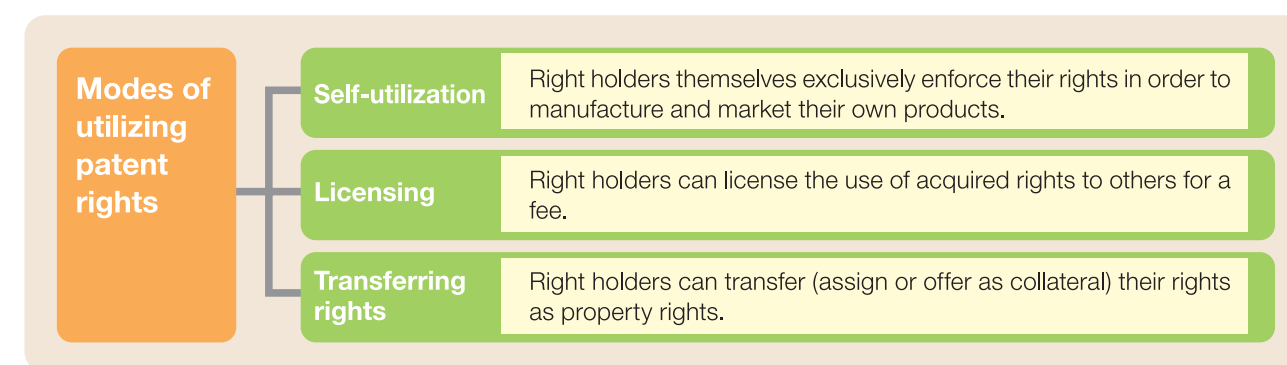 Modes of
utilizing
patent
rights
Self-utilization
Right holders themselves exclusively enforce their rights in order to
manufacture and market their own products.
Licensing
Right holders can license the use of acquired rights to others for a
fee.
Transferring
rights
Right holders can transfer (assign or offer as collateral) their rights
as property rights.